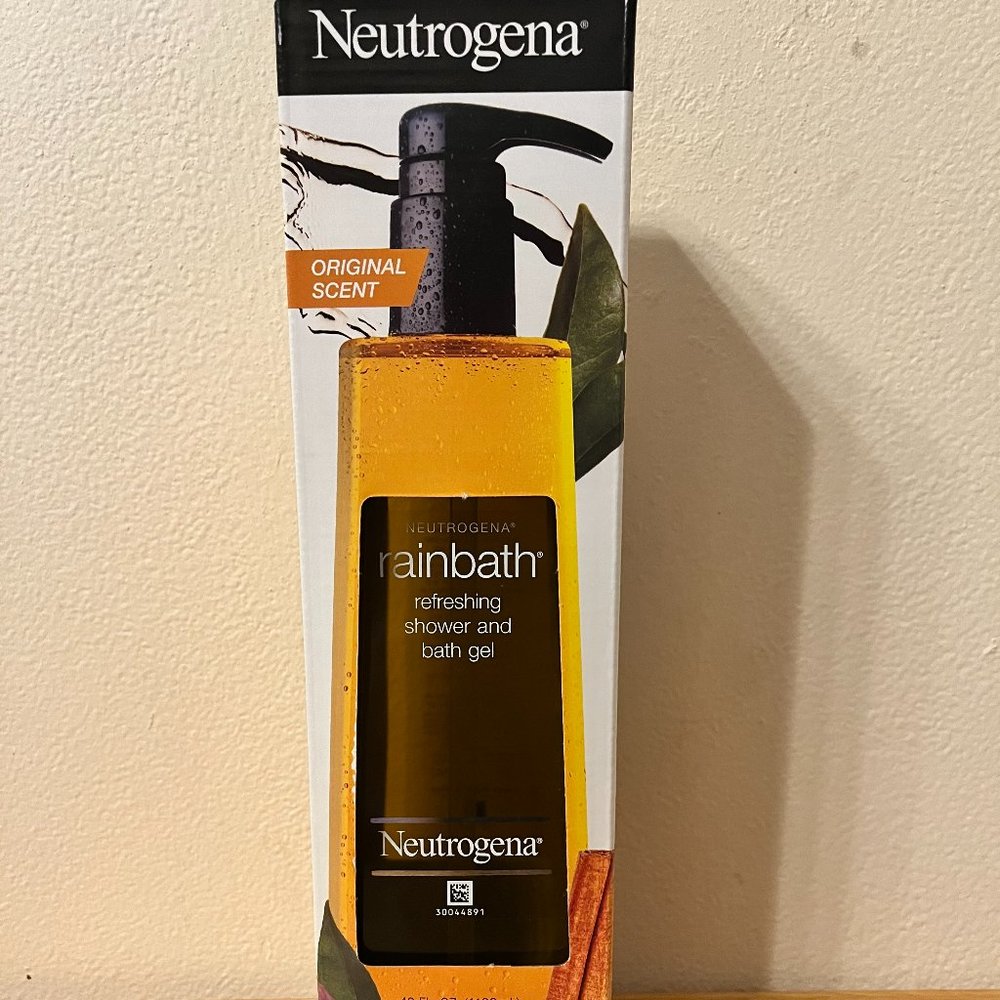 Neutrogena®
ORIGINAL
SCENT
NEUTROGENA®
rainbath®
refreshing
shower and
bath gel
Neutrogena®
30044891